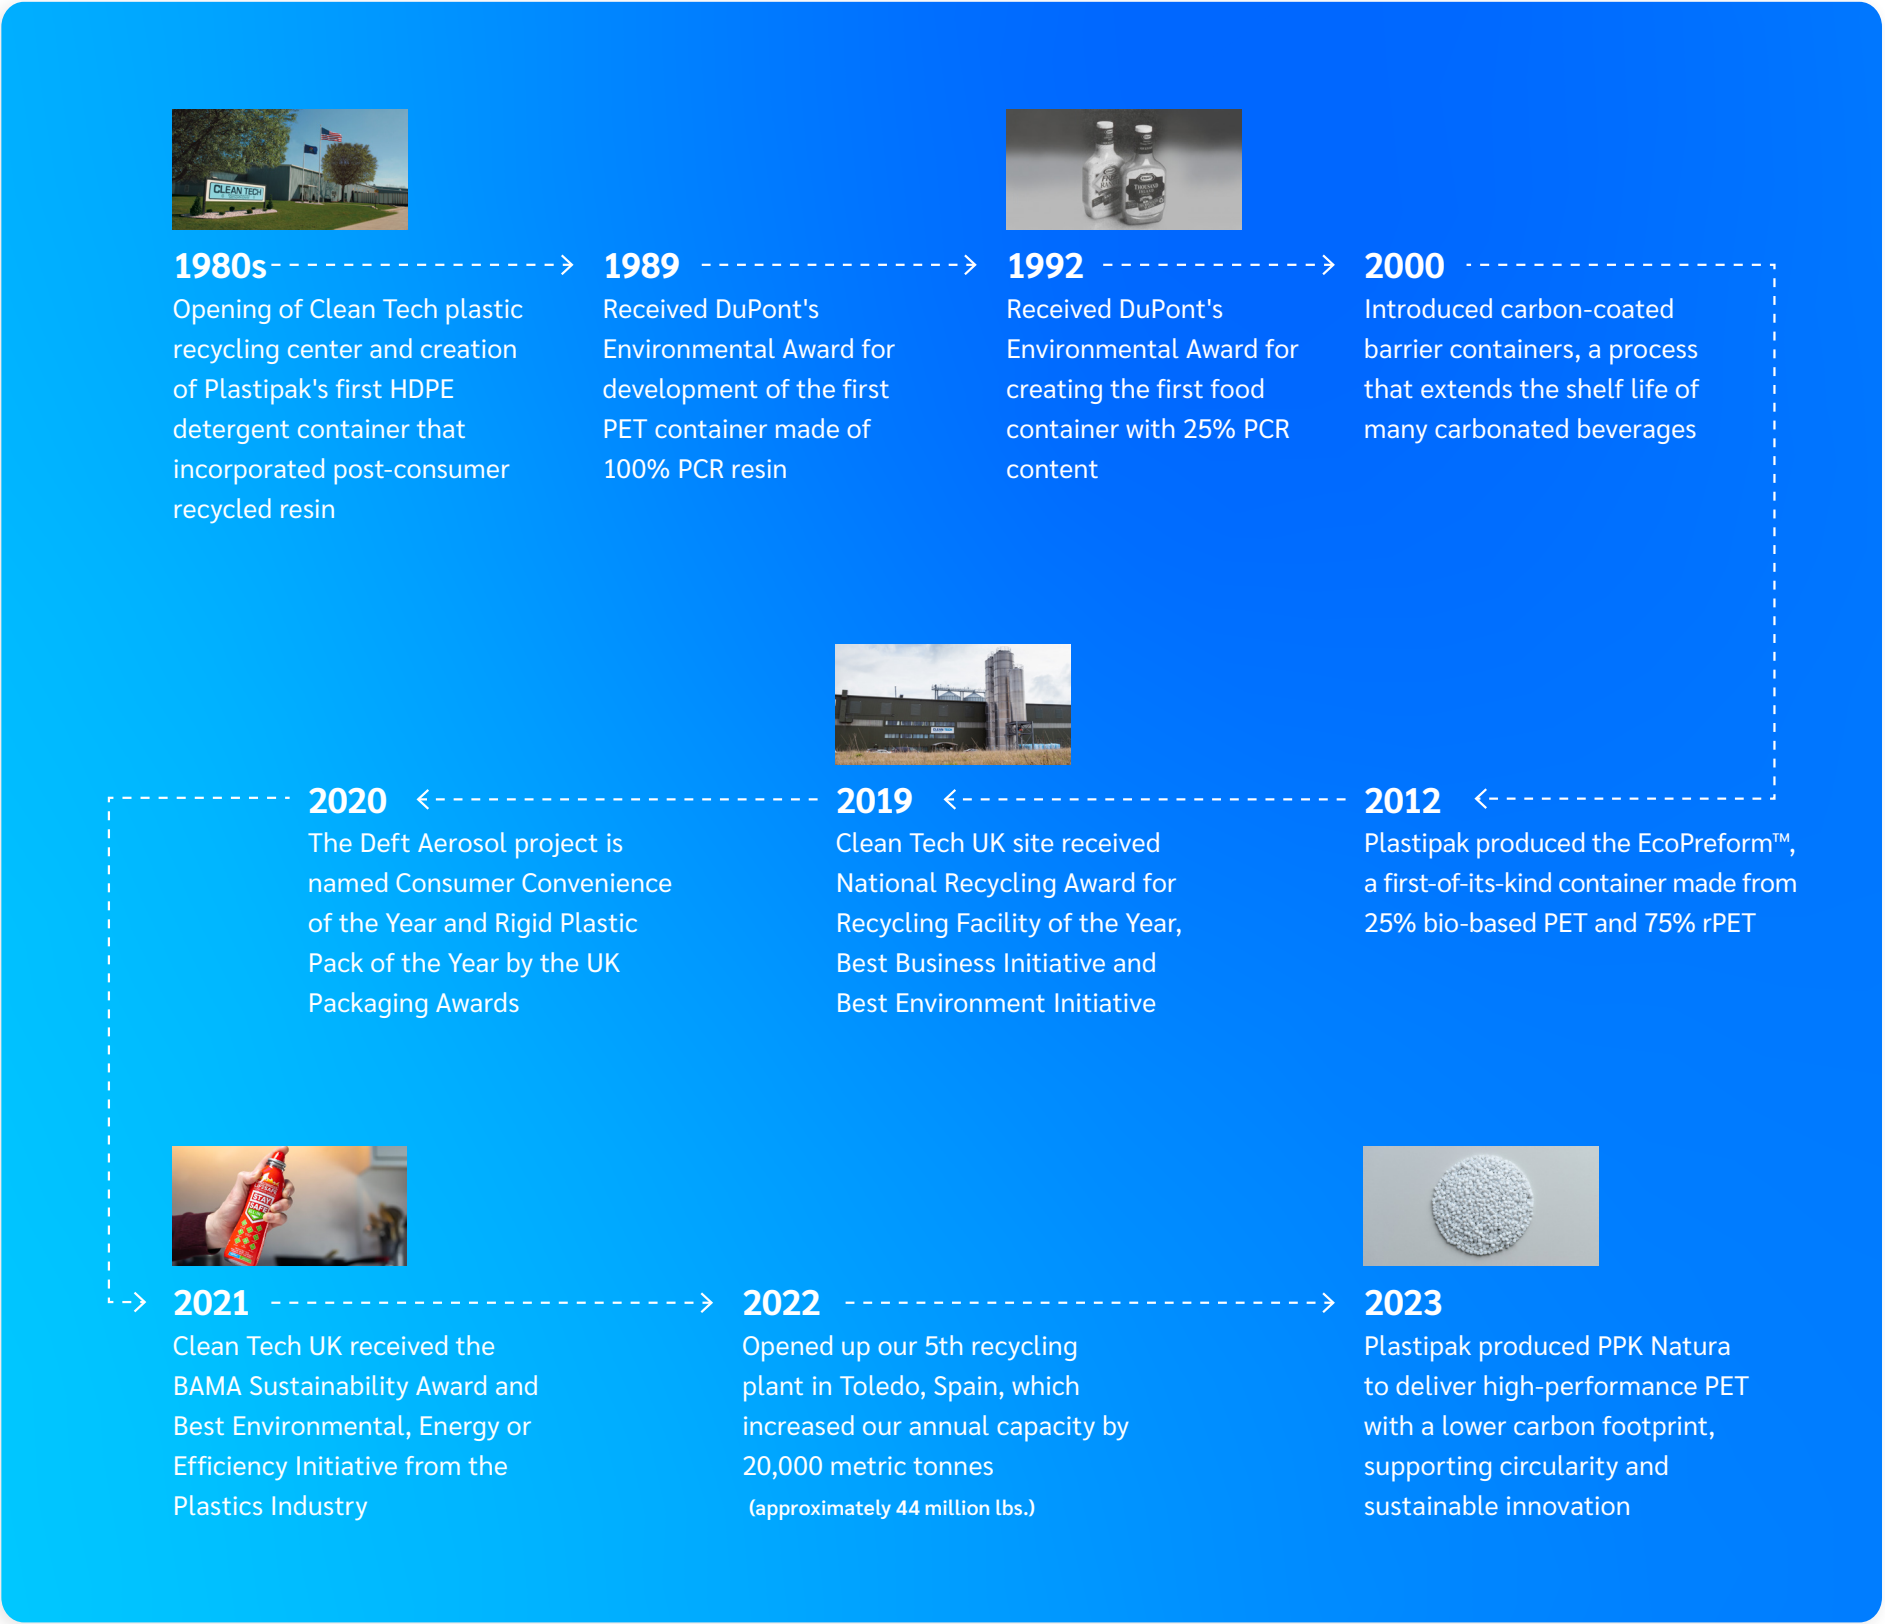 CLEAN TECH
1980s
Opening of Clean Tech plastic
recycling center and creation
of Plastipak's first HDPE
detergent container that
incorporated post-consumer
recycled resin
1989
Received DuPont's
Environmental Award for
development of the first
PET container made of
100% PCR resin
THOUSAND
1992
Received DuPont's
Environmental Award for
creating the first food
container with 25% PCR
content
2000
Introduced carbon-coated
barrier containers, a process
that extends the shelf life of
many carbonated beverages
2012
Plastipak produced the EcoPreform™,
a first-of-its-kind container made from
25% bio-based PET and 75% rPET
CLEAN TECH
2019
Clean Tech UK site received
National Recycling Award for
Recycling Facility of the Year,
Best Business Initiative and
Best Environment Initiative
2020
The Deft Aerosol project is
named Consumer Convenience
of the Year and Rigid Plastic
Pack of the Year by the UK
Packaging Awards
LIFESAFE
STAY
SAFE
2021
Clean Tech UK received the
BAMA Sustainability Award and
Best Environmental, Energy or
Efficiency Initiative from the
Plastics Industry
2022
Opened up our 5th recycling
plant in Toledo, Spain, which
increased our annual capacity by
20,000 metric tonnes
(approximately 44 million lbs.)
2023
Plastipak produced PPK Natura
to deliver high-performance PET
with a lower carbon footprint,
supporting circularity and
sustainable innovation